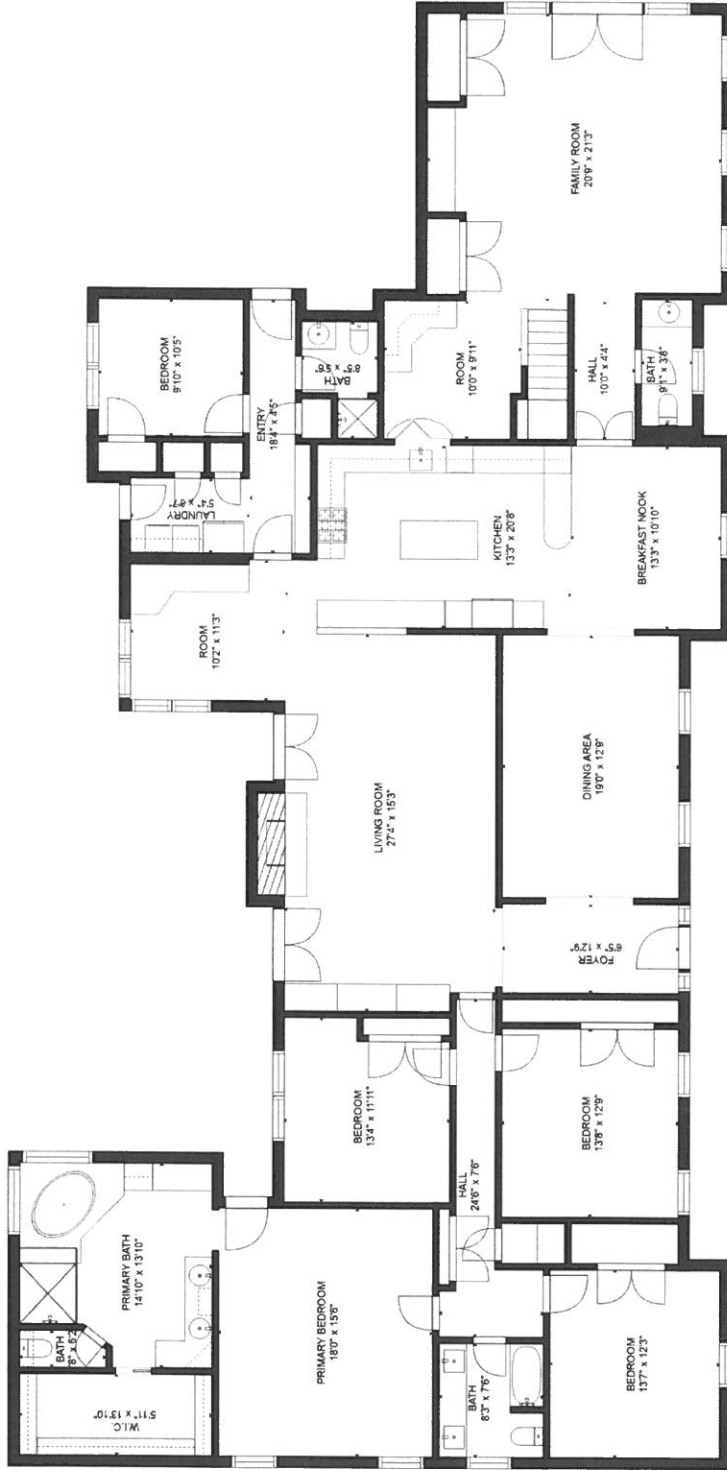 W.I.C.
5'11" x 13'10"
BATH
PRIMARY BATH
14'10" x 13'10"
PRIMARY BEDROOM
18'0" x 15'6"
BATH
8'3" x 7'6"
BEDROOM
13'7" x 12'3"
BEDROOM
13'4" x 11'11"
HALL
24'6" x 7'6"
BEDROOM
13'8" x 12'9"
LIVING ROOM
27'4" x 15'3"
FOYER
6'5" x 12'9"
DINING AREA
19'0" x 12'9"
ROOM
10'2" x 11'3"
LAUNDRY
5'4" x 8'7"
BEDROOM
9'10" x 10'5"
ENTRY
18'4" x 4'5"
BATH
8'5" x 5'6"
KITCHEN
13'3" x 20'8"
BREAKFAST NOOK
13'3" x 10'10"
ROOM
10'0" x 9'11"
HALL
10'0" x 4'4"
BATH
9'1" x 3'8"
FAMILY ROOM
20'9" x 21'3"